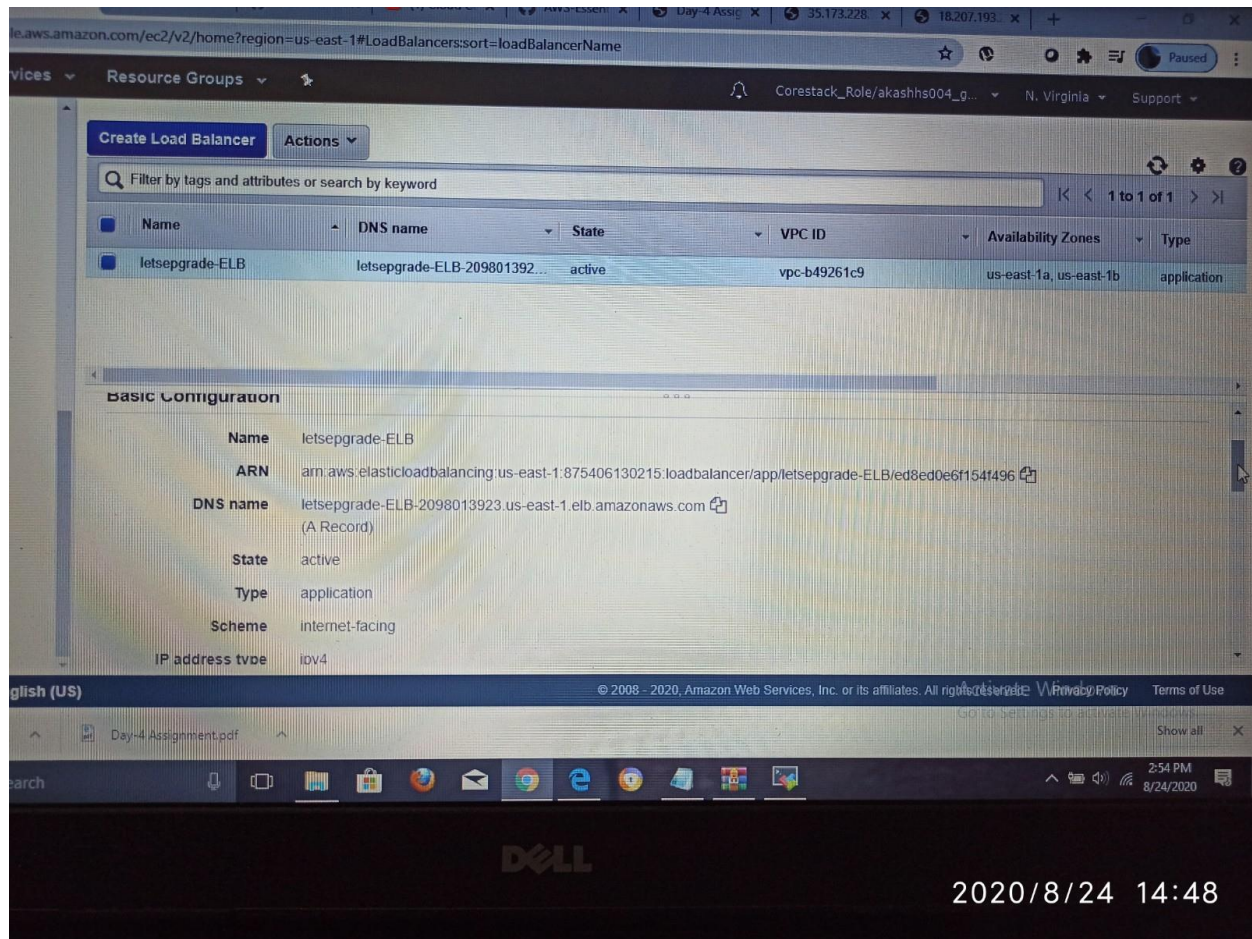 AWS-Essen
Day-4 Assig
35.173.228.
18.207.193.
le.aws.amazon.com/ec2/v2/home?region=us-east-1#LoadBalancers:sort=loadBalancerName
Paused
vices
Resource Groups
Corestack_Role/akashhs004_g...
N. Virginia
Support
Create Load Balancer
Actions
Filter by tags and attributes or search by keyword
1 to 1 of 1
Name DNS name State VPC ID Availability Zones Type
letsepgrade-ELB letsepgrade-ELB-209801392... active vpc-b49261c9 us-east-1a, us-east-1b application
Basic Configuration
Name letsepgrade-ELB
ARN arn:aws:elasticloadbalancing:us-east-1:875406130215:loadbalancer/app/letsepgrade-ELB/ed8ed0e6f154f496
DNS name letsepgrade-ELB-2098013923.us-east-1.elb.amazonaws.com
(A Record)
State active
Type application
Scheme internet-facing
IP address type ipv4
glish (US)
© 2008 - 2020, Amazon Web Services, Inc. or its affiliates. All rights reserved.
Privacy Policy
Terms of Use
Activate Windows
Go to Settings to activate Windows.
Day-4 Assignment.pdf
Show all
earch
2:54 PM
8/24/2020
DELL
2020/8/24 14:48